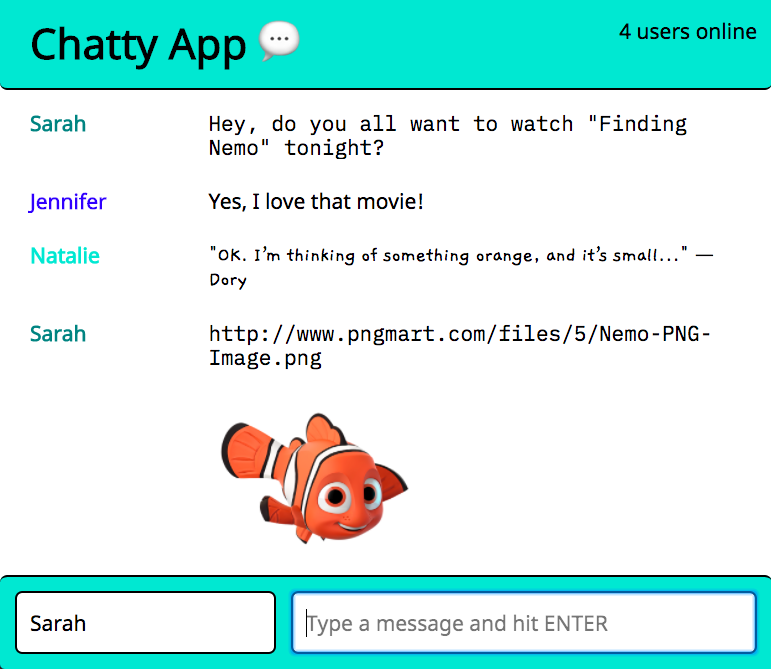 Chatty App 💬
4 users online
Sarah
Hey, do you all want to watch "Finding
Nemo" tonight?
Jennifer
Yes, I love that movie!
Natalie
"OK. I’m thinking of something orange, and it’s small..." —
Dory
Sarah
http://www.pngmart.com/files/5/Nemo-PNG-
Image.png
Sarah
Type a message and hit ENTER